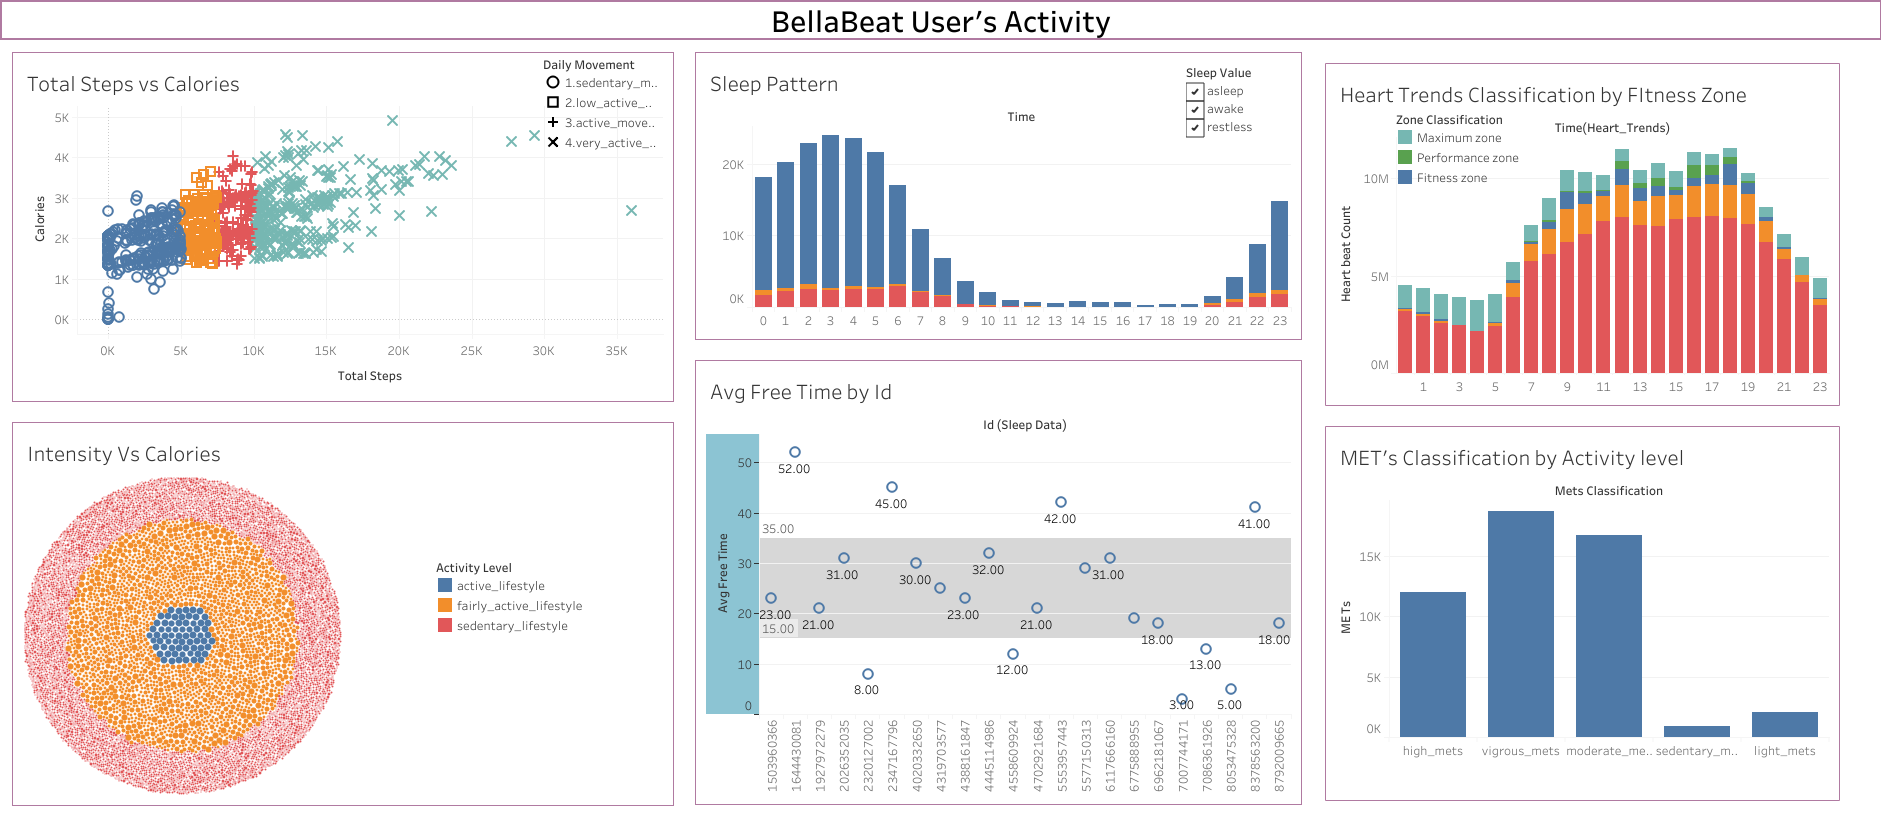 BellaBeat User's Activity
Total Steps vs Calories
Daily Movement
1.sedentary_m..
2.low_active_..
3.active_move..
4.very_active_..
5K
4K
3K
2K
1K
0K
Calories
0K 5K 10K 15K 20K 25K 30K 35K
Total Steps
Intensity Vs Calories
Activity Level
active_lifestyle
fairly_active_lifestyle
sedentary_lifestyle
Sleep Pattern
Sleep Value
asleep
awake
restless
Time
20K
10K
0K
0 1 2 3 4 5 6 7 8 9 10 11 12 13 14 15 16 17 18 19 20 21 22 23
Avg Free Time by Id
Id (Sleep Data)
Avg Free Time
50
40
30
20
10
0
35.00
15.00
23.00
52.00
21.00
31.00
8.00
45.00
30.00
23.00
32.00
12.00
21.00
42.00
31.00
18.00
3.00
13.00
5.00
41.00
18.00
1503960366
1644430081
1927972279
2026352035
2320127002
2347167796
4020332650
4319703577
4388161847
4445114986
4558609924
4702921684
5553957443
5577150313
6117666160
6775888955
6962181067
7007744171
7086361926
8053475328
8378563200
8792009665
Heart Trends Classification by FItness Zone
Zone Classification
Maximum zone
Performance zone
Fitness zone
Time(Heart_Trends)
Heart beat Count
10M
5M
0M
1 3 5 7 9 11 13 15 17 19 21 23
MET's Classification by Activity level
Mets Classification
METs
15K
10K
5K
0K
high_mets vigrous_mets moderate_me.. sedentary_m.. light_mets